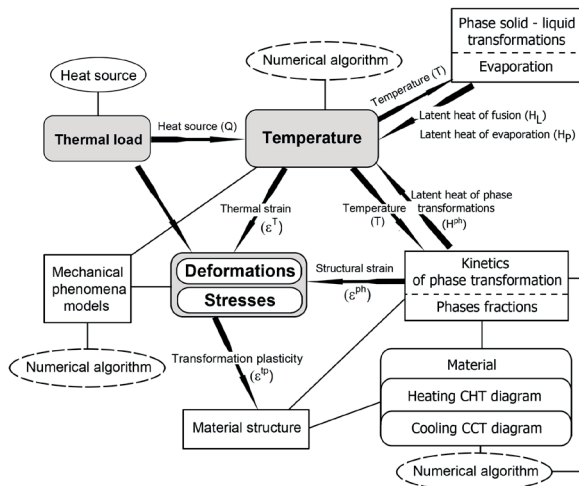 Phase solid - liquid
transformations
Evaporation
Numerical algorithm
Heat source
Temperature (T)
Thermal load
Heat source (Q)
Temperature
Latent heat of fusion (HL)
Latent heat of evaporation (HP)
Thermal strain
(εT)
Temperature
(T)
Latent heat of phase
transformations
(Hph)
Mechanical
phenomena
models
Deformations
Stresses
Structural strain
(εph)
Kinetics
of phase transformation
Phases fractions
Numerical algorithm
Transformation plasticity
(εtp)
Material structure
Material
Heating CHT diagram
Cooling CCT diagram
Numerical algorithm